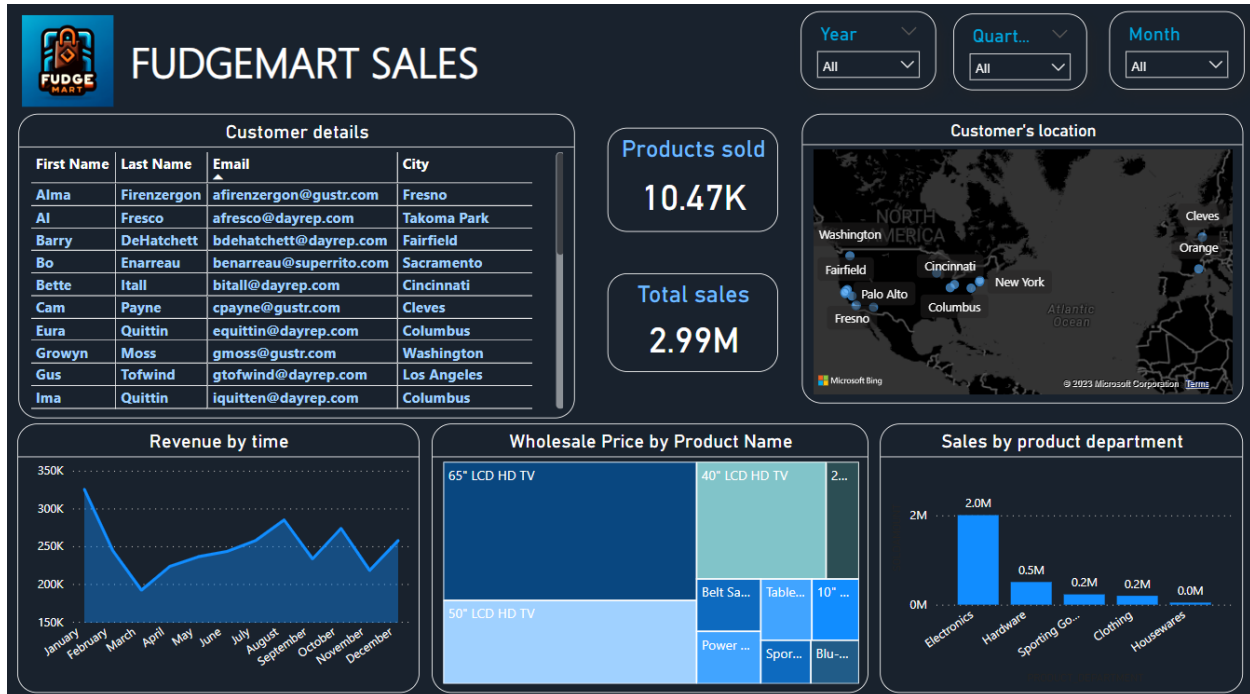 FUDGE
MART
FUDGEMART SALES
Year
All
Quart...
All
Month
All
Customer details
First Name Last Name Email City
Alma Firenzergon afirenzergon@gustr.com Fresno
Al Fresco afresco@dayrep.com Takoma Park
Barry DeHatchett bdehatchett@dayrep.com Fairfield
Bo Enarreau benarreau@superrito.com Sacramento
Bette Itall bitall@dayrep.com Cincinnati
Cam Payne cpayne@gustr.com Cleves
Eura Quittin equittin@dayrep.com Columbus
Growyn Moss gmoss@gustr.com Washington
Gus Tofwind gtofwind@dayrep.com Los Angeles
Ima Quittin iquitten@dayrep.com Columbus
Products sold
10.47K
Total sales
2.99M
Customer's location
NORTH
AMERICA
Washington
Fairfield
Cincinnati
New York
Palo Alto
Columbus
Fresno
Cleves
Orange
Atlantic
Ocean
Microsoft Bing
© 2023 Microsoft Corporation Terms
Revenue by time
350K
300K
250K
200K
150K
January
February
March
April
May
June
July
August
September
October
November
December
Wholesale Price by Product Name
65" LCD HD TV
50" LCD HD TV
40" LCD HD TV
2...
Belt Sa...
Table...
10" ...
Power ...
Spor...
Blu-...
Sales by product department
2M
0M
2.0M
0.5M
0.2M
0.2M
0.0M
Electronics
Hardware
Sporting Go...
Clothing
Housewares